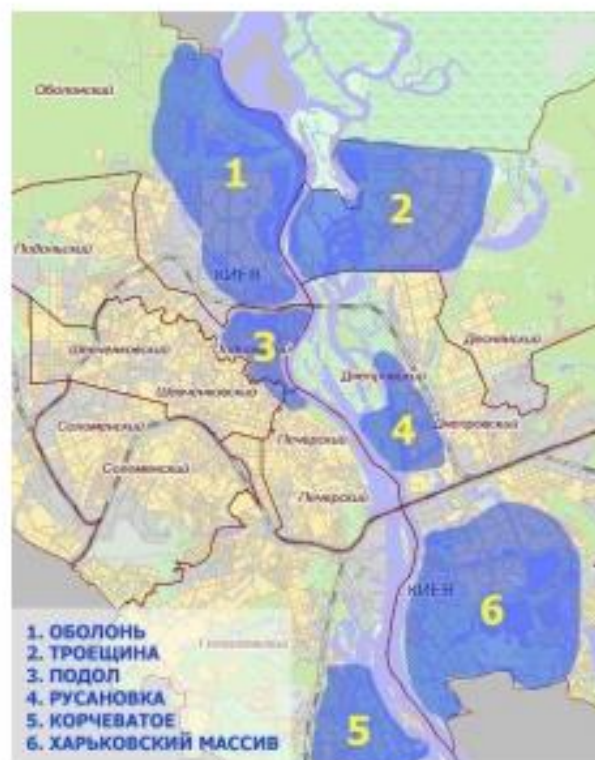 Оболонский
1
2
Подольский
КИЕВ
Шевченковский
3
Деснянский
Днепровский
Шевченковский
4
Днепровский
Соломенский
Печерский
Соломенский
Печерский
КИЕВ
6
5
1. ОБОЛОНЬ
2. ТРОЕЩИНА
3. ПОДОЛ
4. РУСАНОВКА
5. КОРЧЕВАТОЕ
6. ХАРЬКОВСКИЙ МАССИВ